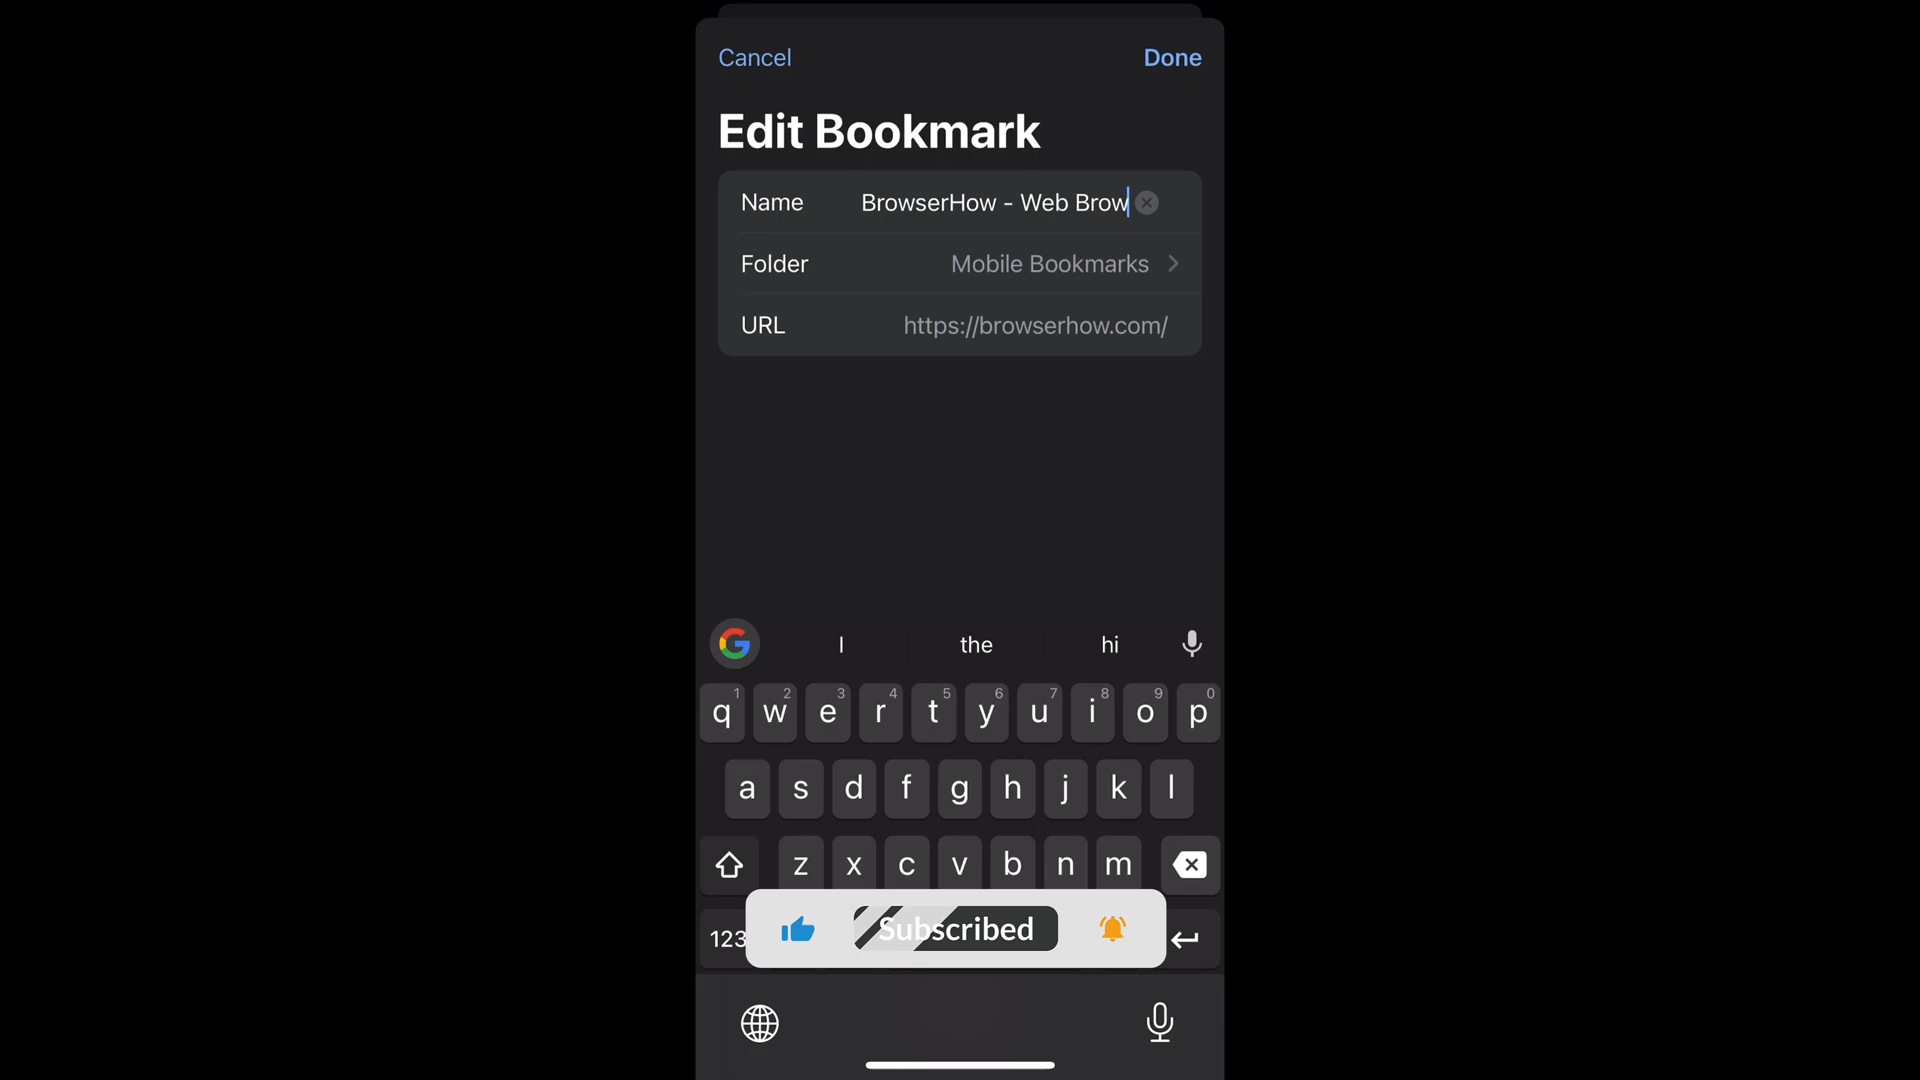 Cancel Done
Edit Bookmark
Name BrowserHow - Web Brow
Folder Mobile Bookmarks
URL https://browserhow.com/
I the hi
1 2 3 4 5 6 7 8 9 0
q w e r t y u i o p
a s d f g h j k l
z x c v b n m
123 Subscribed